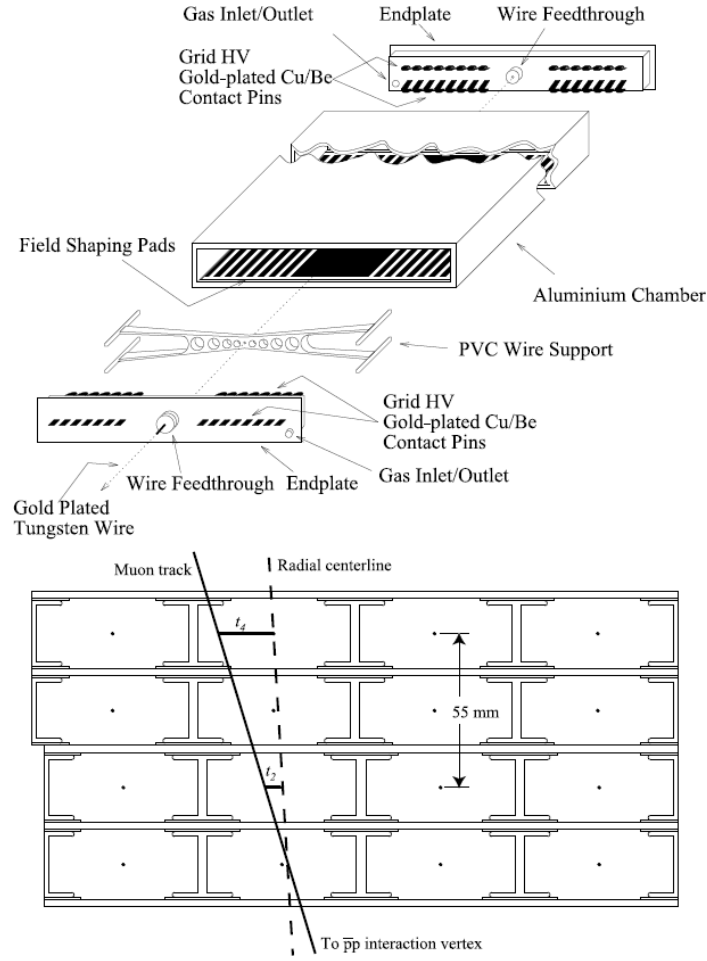 Gas Inlet/Outlet
Endplate
Wire Feedthrough
Grid HV
Gold-plated Cu/Be
Contact Pins
Field Shaping Pads
Aluminium Chamber
PVC Wire Support
Grid HV
Gold-plated Cu/Be
Contact Pins
Wire Feedthrough
Endplate
Gas Inlet/Outlet
Gold Plated
Tungsten Wire
Muon track
Radial centerline
t₄
55 mm
t₂
To p̅p interaction vertex